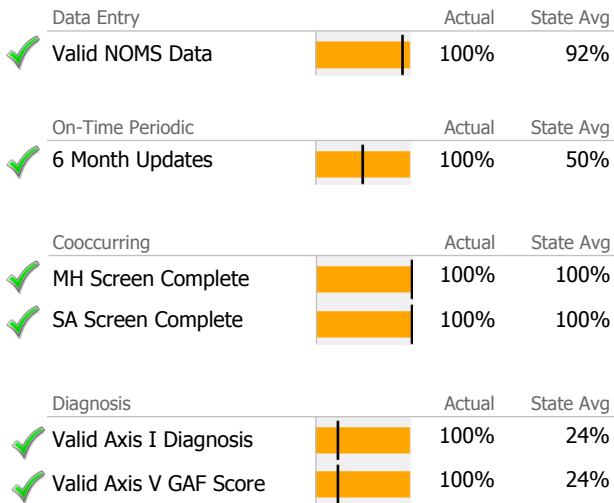 Data Entry Actual State Avg
Valid NOMS Data 100% 92%
On-Time Periodic Actual State Avg
6 Month Updates 100% 50%
Cooccurring Actual State Avg
MH Screen Complete 100% 100%
SA Screen Complete 100% 100%
Diagnosis Actual State Avg
Valid Axis I Diagnosis 100% 24%
Valid Axis V GAF Score 100% 24%